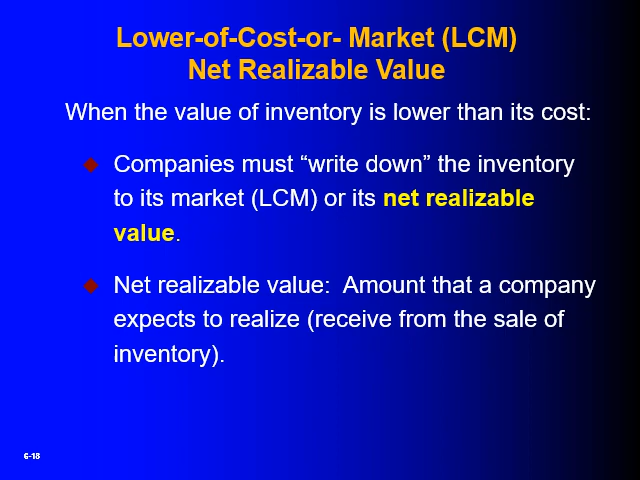 Lower-of-Cost-or- Market (LCM)
Net Realizable Value
When the value of inventory is lower than its cost:
Companies must “write down” the inventory
to its market (LCM) or its net realizable
value.
Net realizable value:  Amount that a company
expects to realize (receive from the sale of
inventory).
6-18